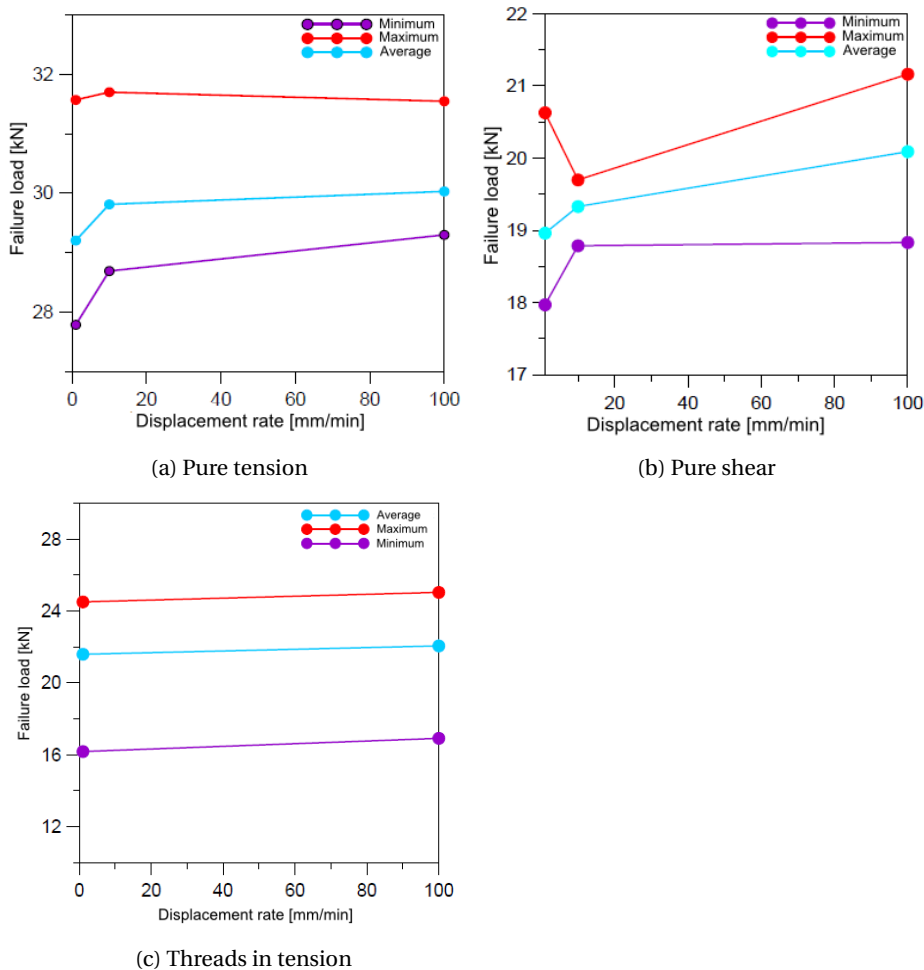 Minimum
Maximum
Average
32
30
28
Failure load [kN]
0 20 40 60 80 100
Displacement rate [mm/min]
(a) Pure tension
Minimum
Maximum
Average
22
21
20
19
18
17
Failure load [kN]
20 40 60 80 100
Displacement rate [mm/min]
(b) Pure shear
Average
Maximum
Minimum
28
24
20
16
12
Failure load [kN]
0 20 40 60 80 100
Displacement rate [mm/min]
(c) Threads in tension